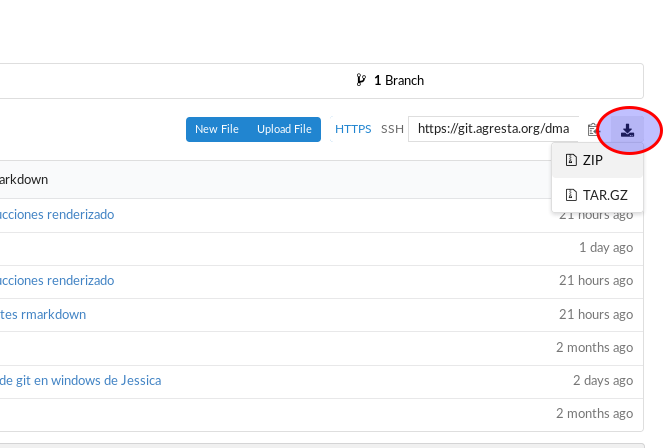 1 Branch
New File Upload File HTTPS SSH https://git.agresta.org/dma
ZIP
TAR.GZ
arkdown
ucciones renderizado 21 hours ago
1 day ago
ucciones renderizado 21 hours ago
tes rmarkdown 21 hours ago
2 months ago
de git en windows de Jessica 2 days ago
2 months ago